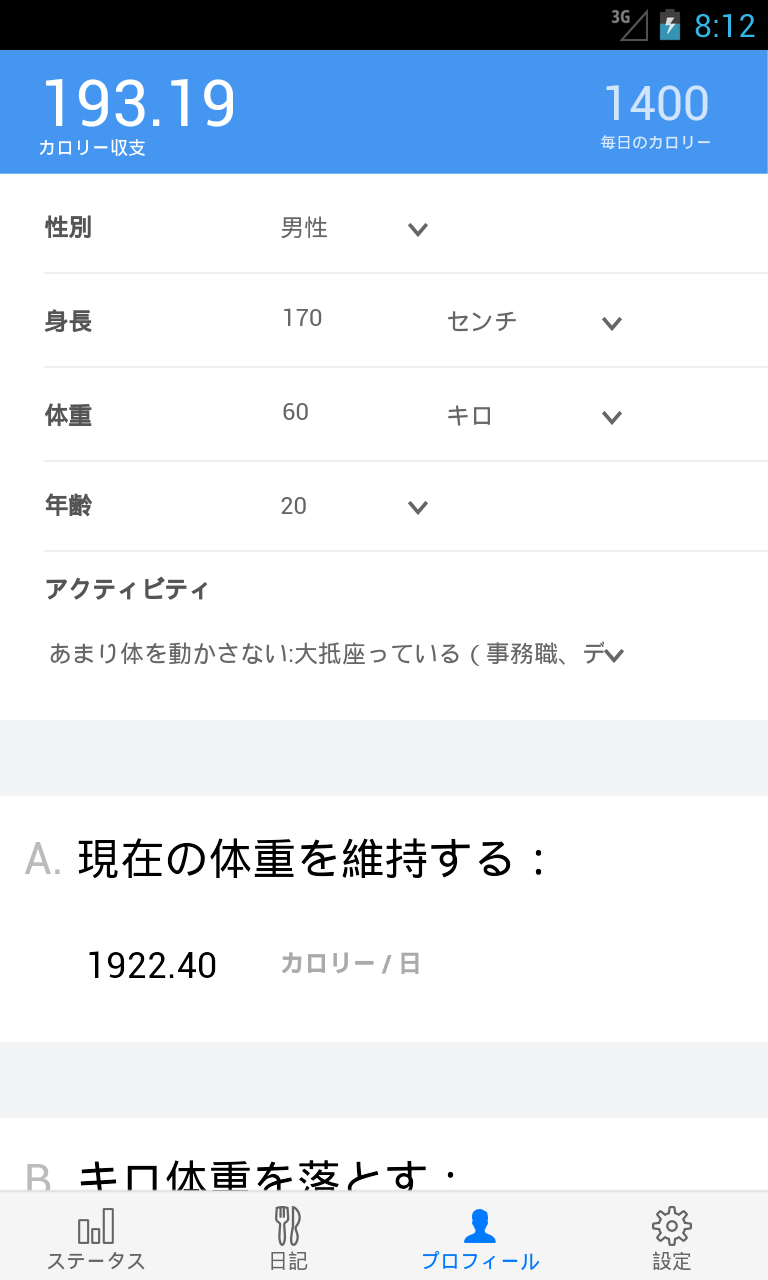 3G 8:12
193.19 1400
カロリー収支 毎日のカロリー
性別 男性
身長 170 センチ
体重 60 キロ
年齢 20
アクティビティ
あまり体を動かさない:大抵座っている（事務職、デ
A. 現在の体重を維持する：
1922.40 カロリー / 日
B. キロ体重を落とす：
ステータス 日記 プロフィール 設定